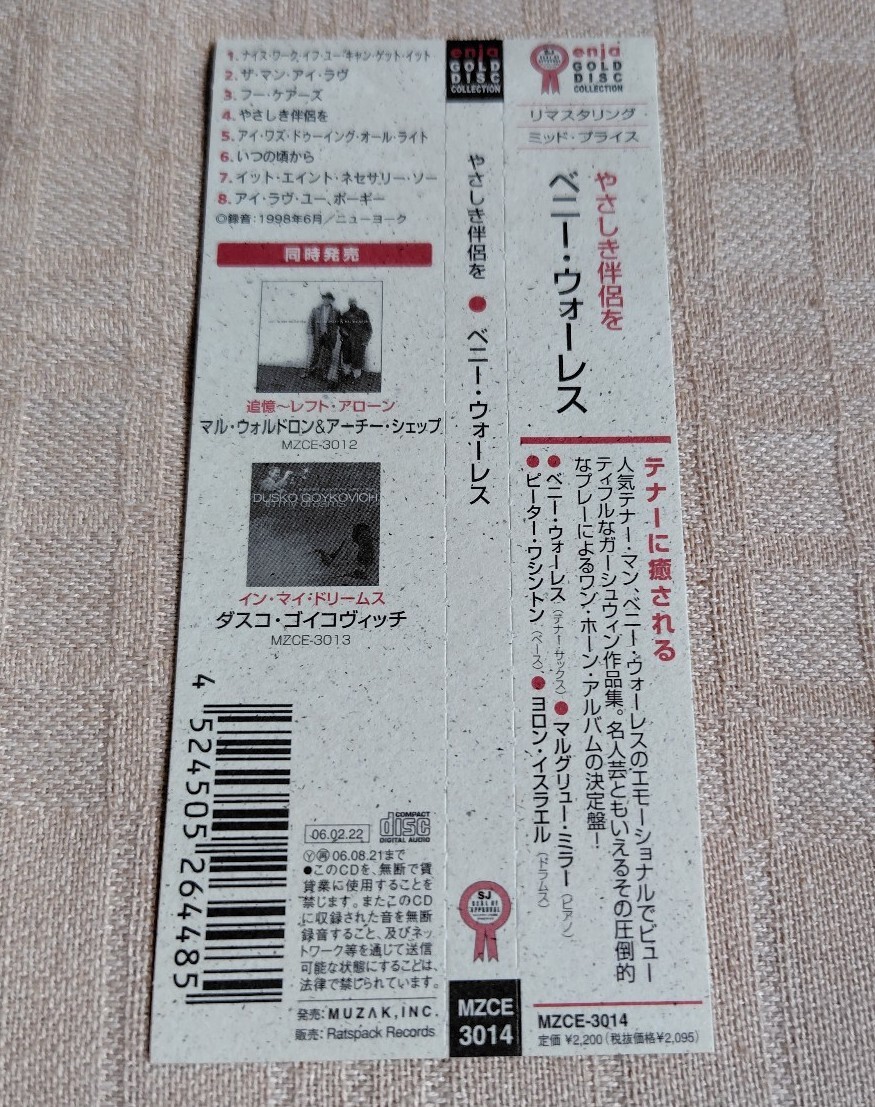 1. ナイス・ワーク、イフ・ユー・キャン・ゲット・イット
2. ザ・マン・アイ・ラヴ
3. フー・ケアーズ
4. やさしき伴侶を
5. アイ・ワズ・ドゥーイング・オール・ライト
6. いつの頃から
7. イット・エイント・ネセサリー・ソー
8. アイ・ラヴ・ユー、ポーギー
◎録音：1998年6月／ニューヨーク
同時発売
追憶～レフト・アローン
マル・ウォルドロン&アーチー・シェップ
MZCE-3012
DUSKO GOYKOVICH
in my dreams
イン・マイ・ドリームス
ダスコ・ゴイコヴィッチ
MZCE-3013
4 524505 264485
COMPACT
disc
DIGITAL AUDIO
06.02.22
Ⓨ再06.08.21まで
●このCDを、無断で賃
貸業に使用することを
禁じます。またこのCD
に収録された音を無断
録音すること、及びネッ
トワーク等を通じて送信
可能な状態にすることは、
法律で禁じられています。
発売：MUZAK,INC.
販売：Ratspack Records
enja
GOLD
DISC
COLLECTION
やさしき伴侶を ● ベニー・ウォーレス
SJ
SEAL OF
APPROVAL
MZCE
3014
enja
GOLD
DISC
COLLECTION
リマスタリング
ミッド・プライス
やさしき伴侶を
ベニー・ウォーレス
テナーに癒される
人気テナー・マン、ベニー・ウォーレスのエモーショナルでビュー
ティフルなガーシュウィン作品集。名人芸ともいえるその圧倒的
なプレーによるワン・ホーン・アルバムの決定盤！
●ベニー・ウォーレス（テナー・サックス）●マルグリュー・ミラー（ピアノ）
●ピーター・ワシントン（ベース）、●ヨロン・イスラエル（ドラムス）
MZCE-3014
定価 ¥2,200（税抜価格¥2,095）